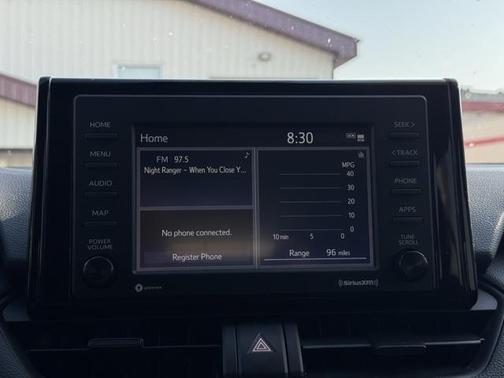 HOME
MENU
AUDIO
MAP
POWER
VOLUME
Home
8:30
FM 97.5
Night Ranger - When You Close Y...
No phone connected.
Register Phone
MPG
40
30
20
10
0
10 min 5 0
Range 96 miles
SEEK >
< TRACK
PHONE
APPS
TUNE
SCROLL
((SiriusXM))